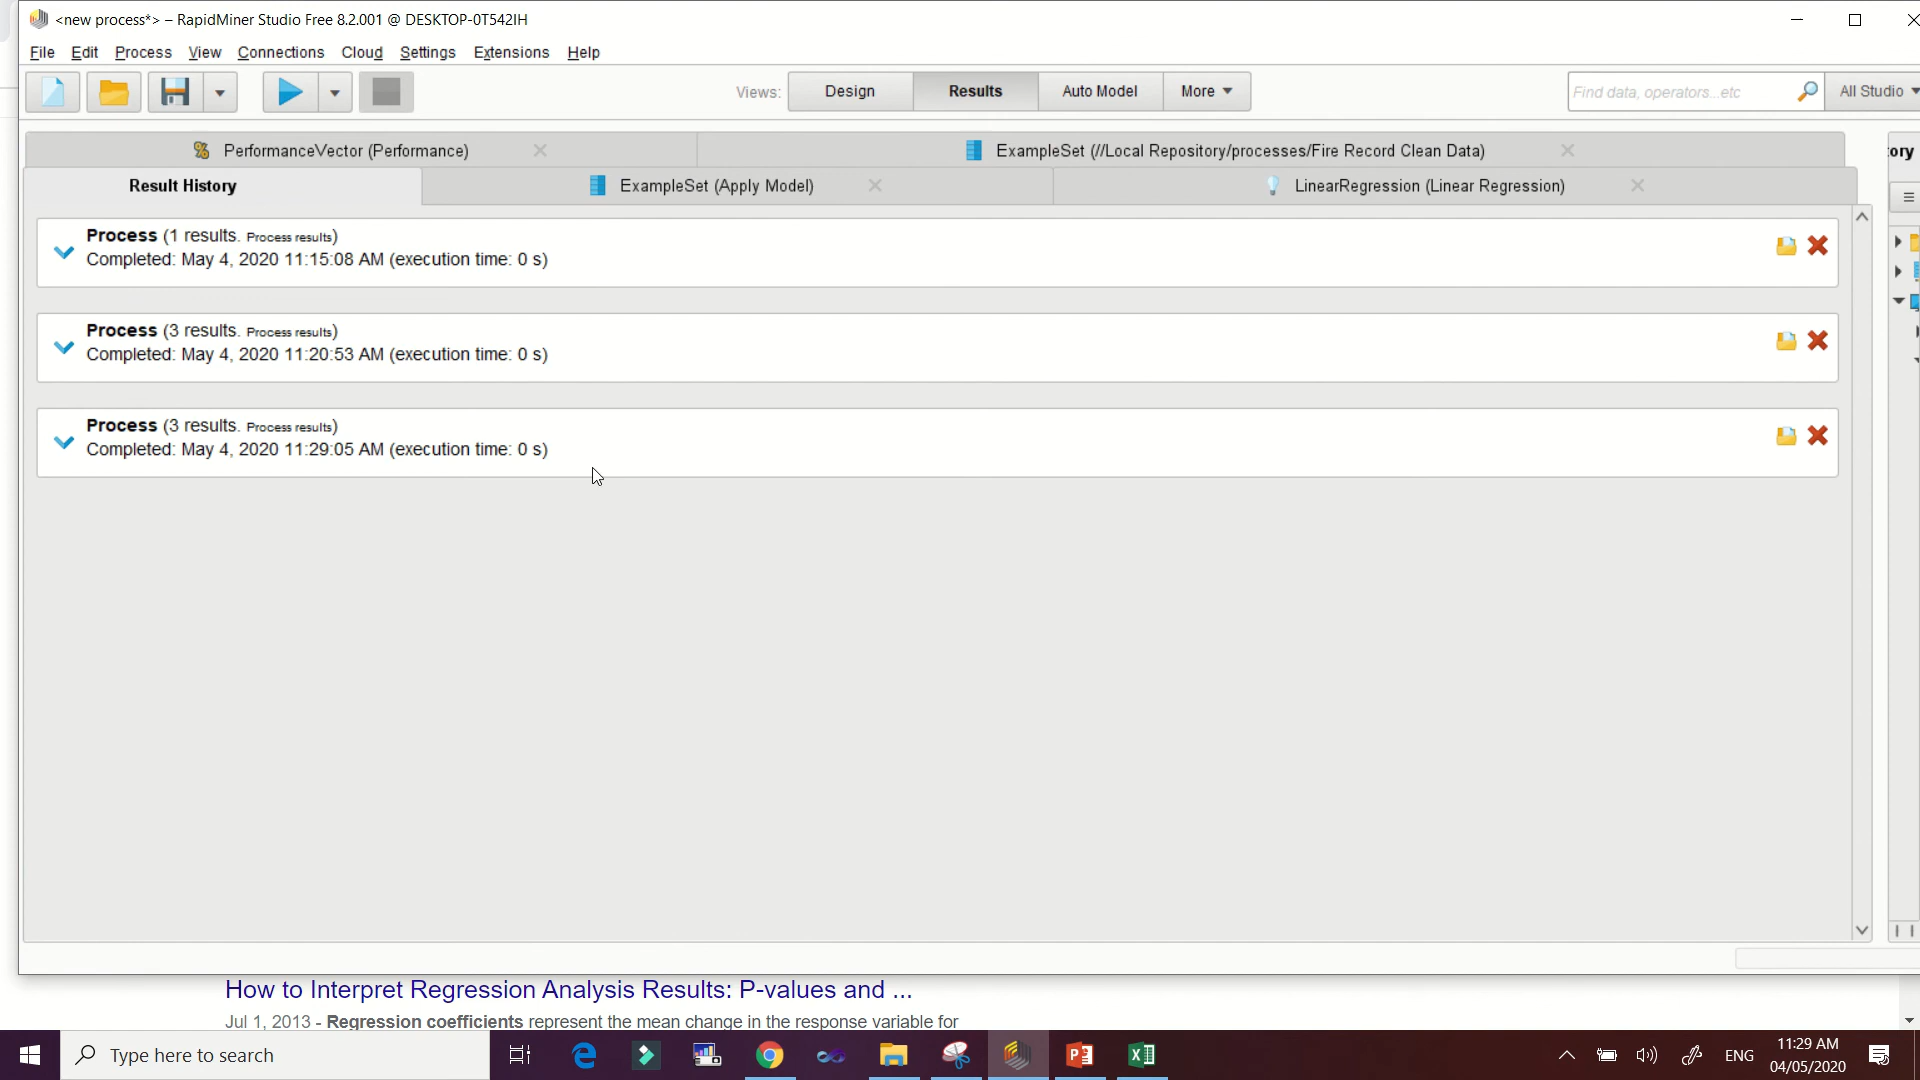 <new process*> – RapidMiner Studio Free 8.2.001 @ DESKTOP-0T542IH
File Edit Process View Connections Cloud Settings Extensions Help
Views: Design Results Auto Model More Find data, operators...etc All Studio
PerformanceVector (Performance) ExampleSet (//Local Repository/processes/Fire Record Clean Data) ory
Result History ExampleSet (Apply Model) LinearRegression (Linear Regression)
Process (1 results. Process results)
Completed: May 4, 2020 11:15:08 AM (execution time: 0 s)
Process (3 results. Process results)
Completed: May 4, 2020 11:20:53 AM (execution time: 0 s)
Process (3 results. Process results)
Completed: May 4, 2020 11:29:05 AM (execution time: 0 s)
How to Interpret Regression Analysis Results: P-values and ...
Jul 1, 2013 - Regression coefficients represent the mean change in the response variable for
Type here to search ENG 11:29 AM
04/05/2020